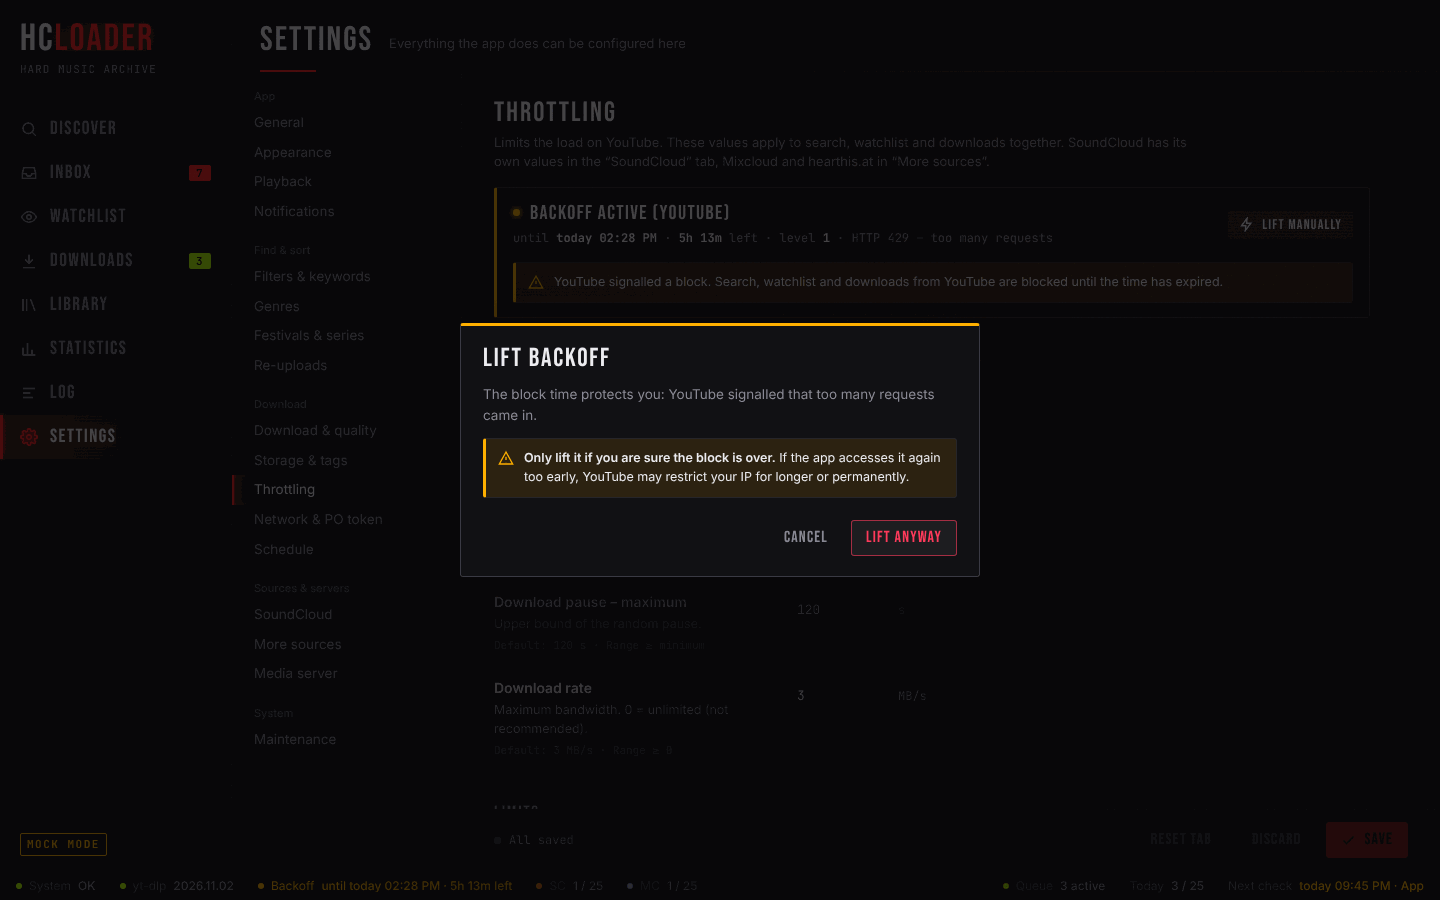 HCLOADER
HARD MUSIC ARCHIVE
DISCOVER
INBOX 7
WATCHLIST
DOWNLOADS 3
LIBRARY
STATISTICS
LOG
SETTINGS
MOCK MODE
SETTINGS Everything the app does can be configured here
App
General
Appearance
Playback
Notifications
Find & sort
Filters & keywords
Genres
Festivals & series
Re-uploads
Download
Download & quality
Storage & tags
Throttling
Network & PO token
Schedule
Sources & servers
SoundCloud
More sources
Media server
System
Maintenance
THROTTLING
Limits the load on YouTube. These values apply to search, watchlist and downloads together. SoundCloud has its
own values in the “SoundCloud” tab, Mixcloud and hearthis.at in “More sources”.
BACKOFF ACTIVE (YOUTUBE)
until today 02:28 PM · 5h 13m left · level 1 · HTTP 429 – too many requests
LIFT MANUALLY
YouTube signalled a block. Search, watchlist and downloads from YouTube are blocked until the time has expired.
LIFT BACKOFF
The block time protects you: YouTube signalled that too many requests
came in.
Only lift it if you are sure the block is over. If the app accesses it again
too early, YouTube may restrict your IP for longer or permanently.
CANCEL
LIFT ANYWAY
Download pause – maximum
Upper bound of the random pause.
Default: 120 s · Range ≥ minimum
120 s
Download rate
Maximum bandwidth. 0 = unlimited (not
recommended).
Default: 3 MB/s · Range ≥ 0
3 MB/s
All saved
RESET TAB
DISCARD
SAVE
System OK
yt-dlp 2026.11.02
Backoff until today 02:28 PM · 5h 13m left
SC 1 / 25
MC 1 / 25
Queue 3 active
Today 3 / 25
Next check today 09:45 PM · App